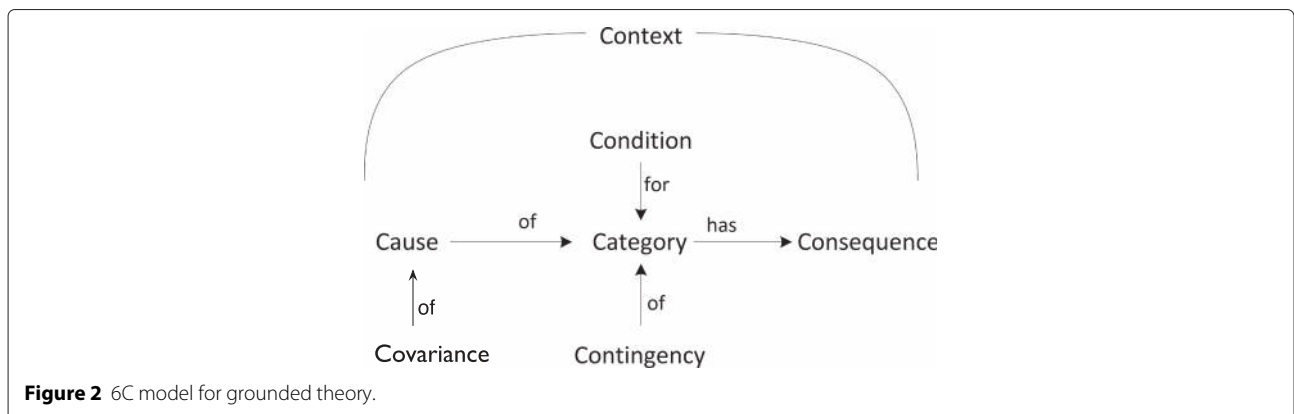 Context
Condition
for
of
has
Cause
Category
Consequence
of
of
Covariance
Contingency
Figure 2 6C model for grounded theory.